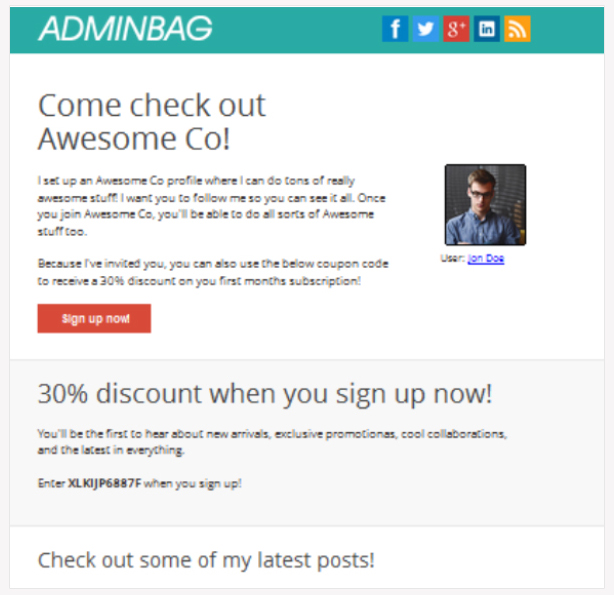 ADMINBAG
f
8+
in
Come check out
Awesome Co!
I set up an Awesome Co profile where I can do tons of really
awesome stuff! I want you to follow me so you can see it all. Once
you join Awesome Co, you'll be able to do all sorts of Awesome
stuff too.
Because I've invited you, you can also use the below coupon code
to receive a 30% discount on you first months subscription!
User: Jon Doe
Sign up now!
30% discount when you sign up now!
You'll be the first to hear about new arrivals, exclusive promotionas, cool collaborations,
and the latest in everything.
Enter XLKIJP6887F when you sign up!
Check out some of my latest posts!